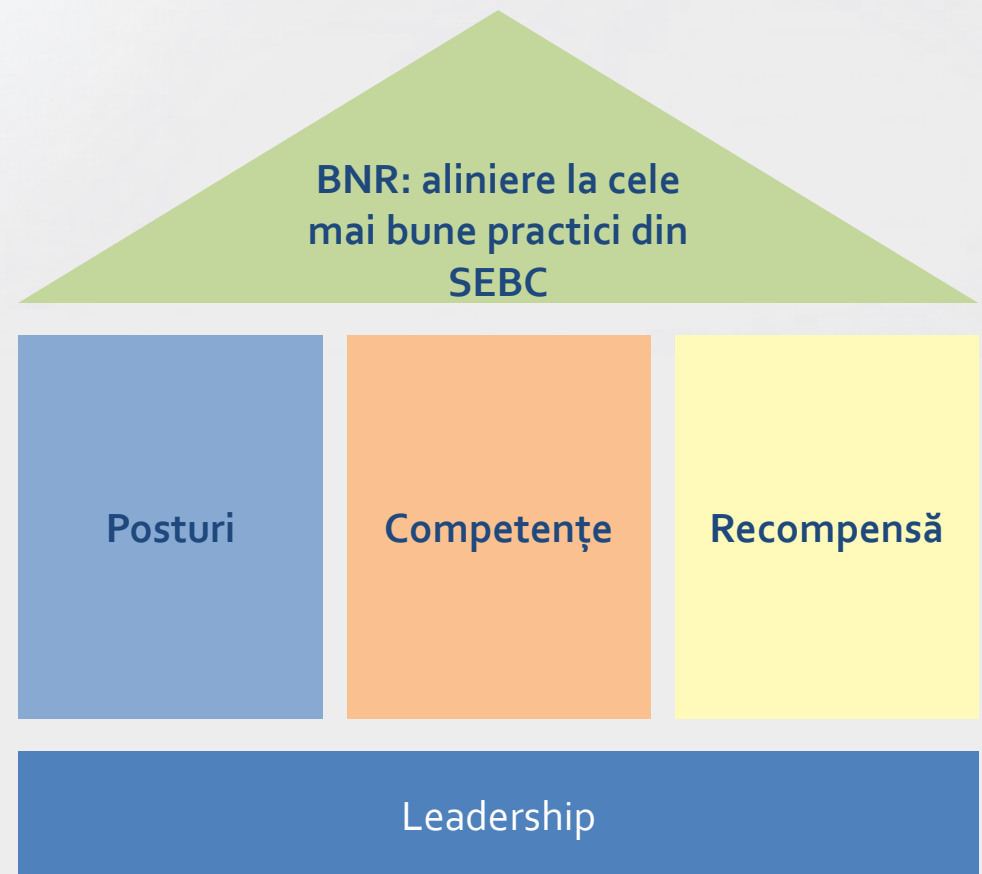 BNR: aliniere la cele
mai bune practici din
SEBC
Posturi
Competențe
Recompensă
Leadership